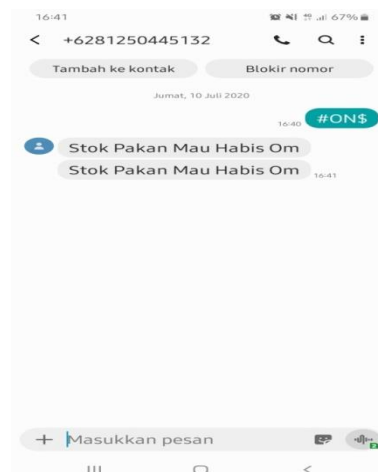 16:41
67%
+6281250445132
Tambah ke kontak
Blokir nomor
Jumat, 10 Juli 2020
16:40 #ON$
Stok Pakan Mau Habis Om
Stok Pakan Mau Habis Om 16:41
Masukkan pesan